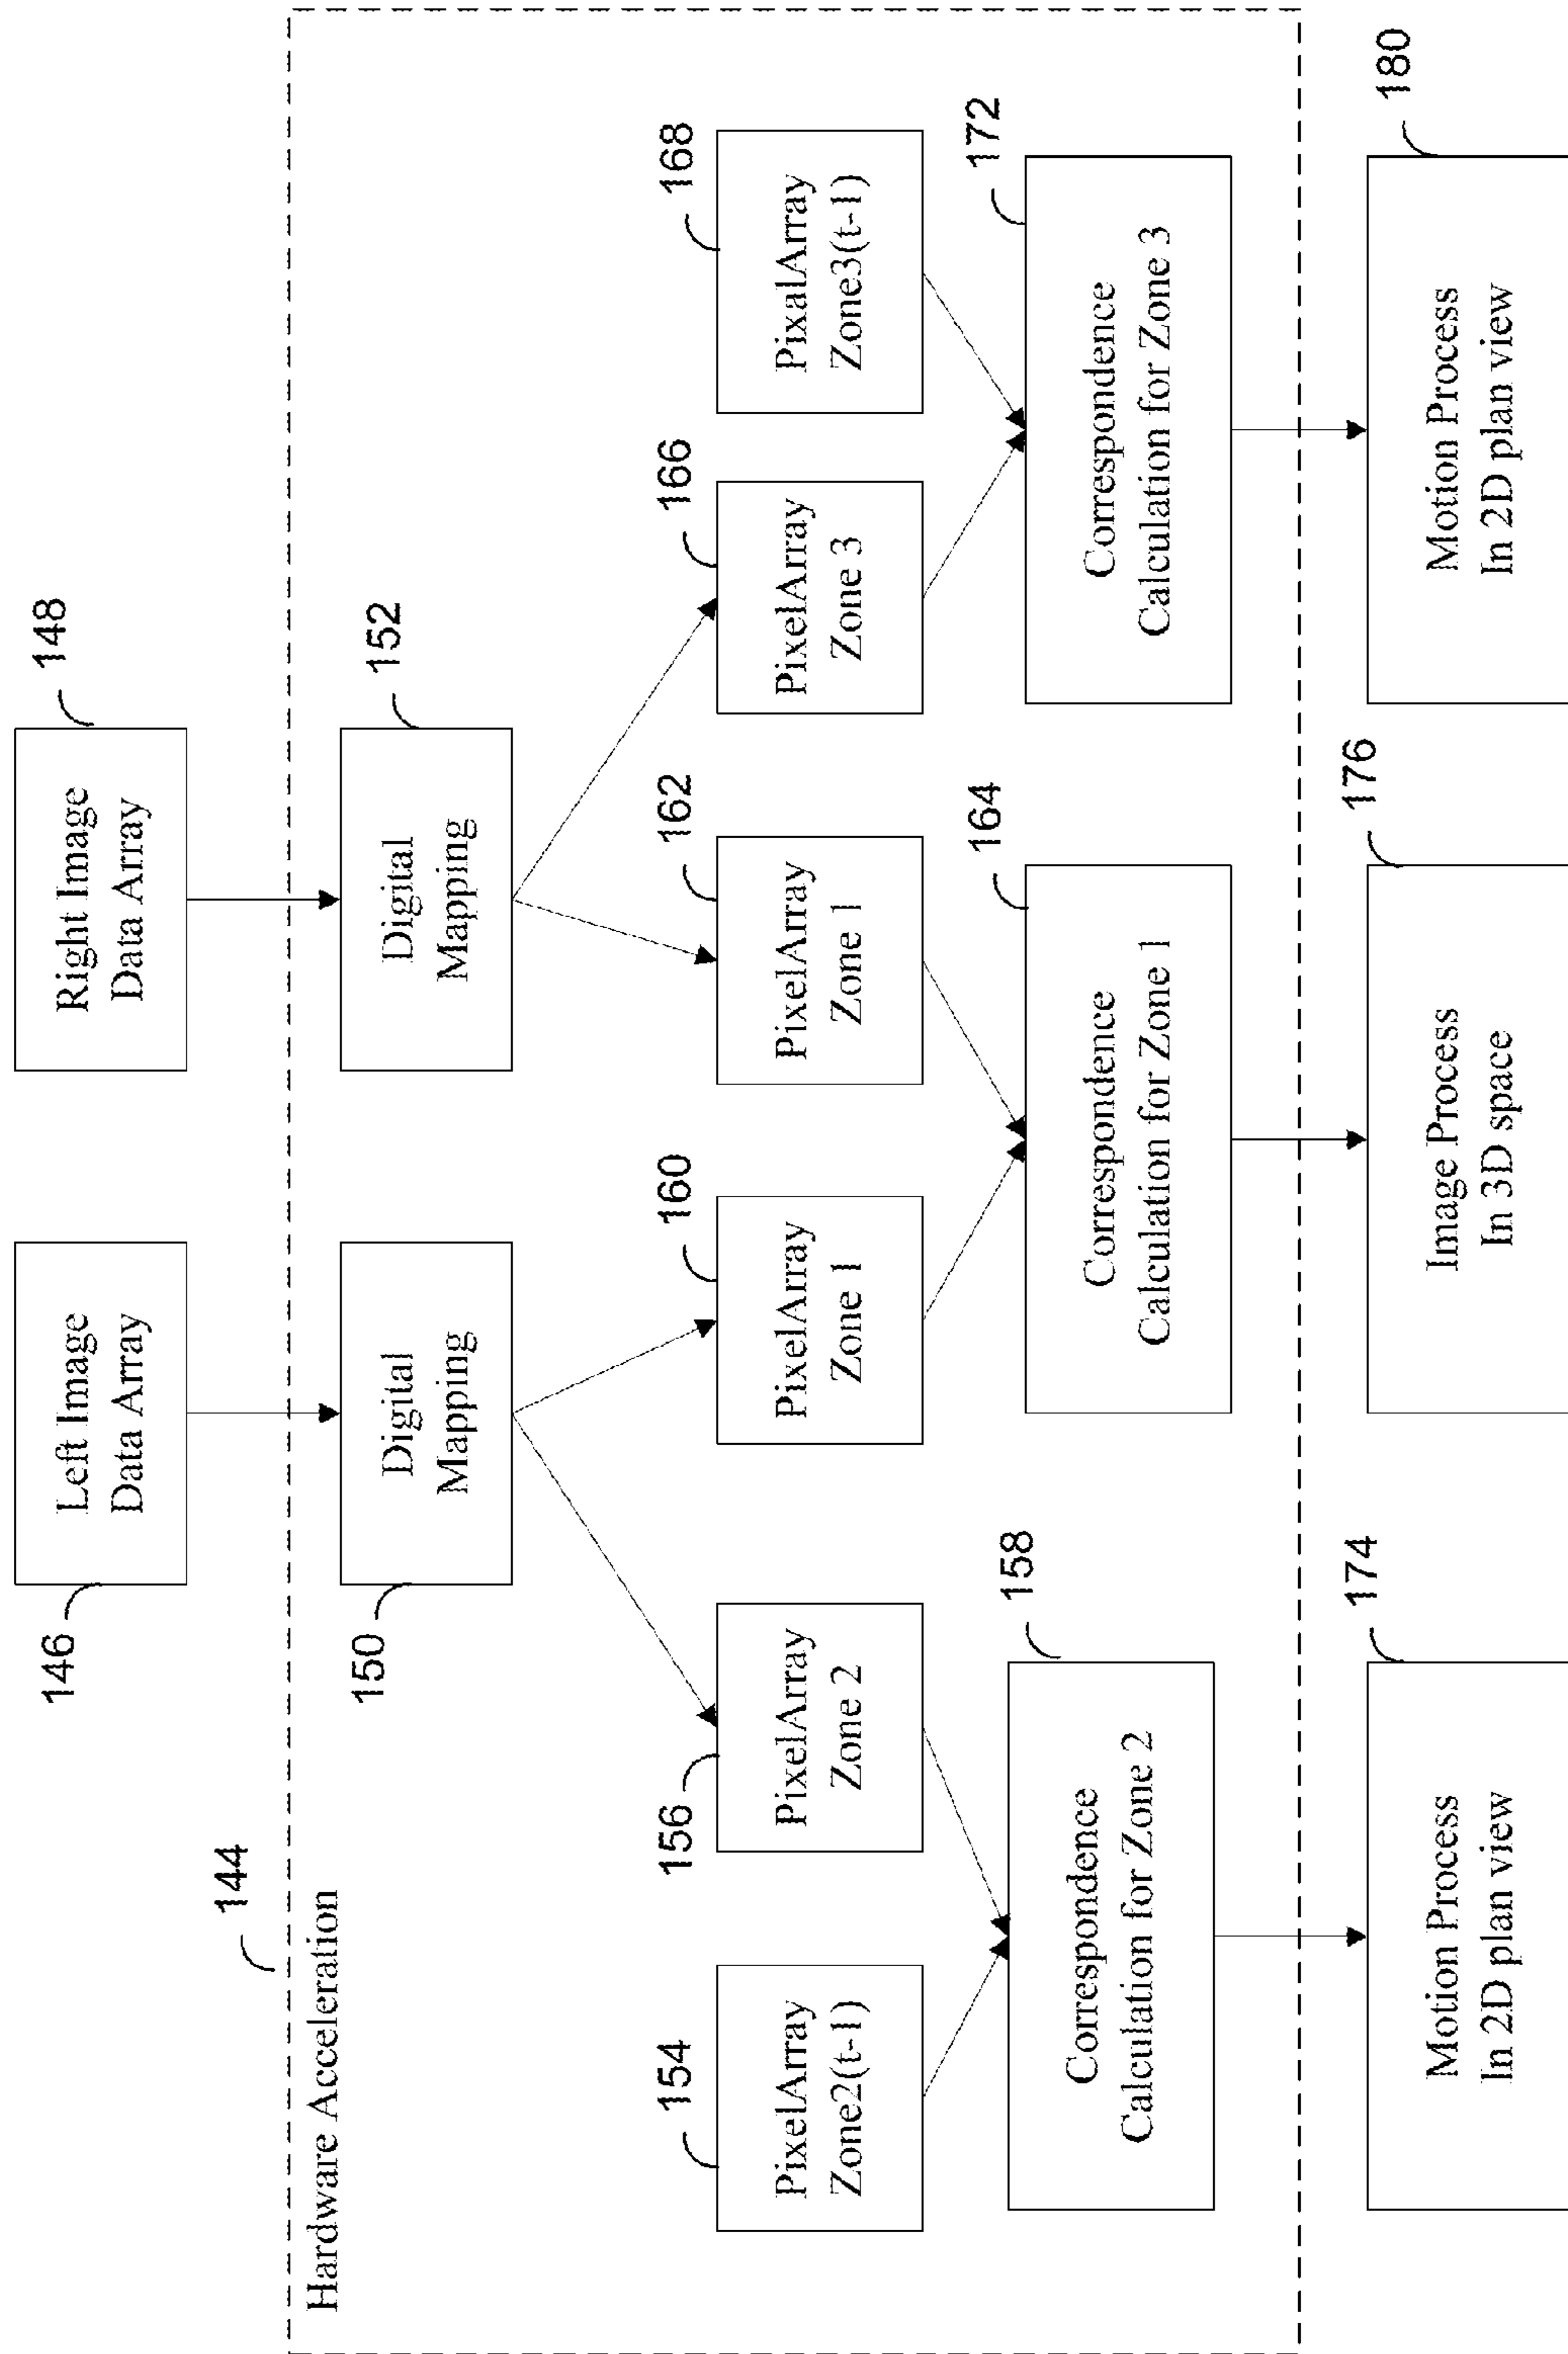 146
Left Image
Data Array
148
Right Image
Data Array
144
Hardware Acceleration
150
Digital
Mapping
152
Digital
Mapping
154
PixelArray
Zone2(t-1)
156
PixelArray
Zone 2
160
PixelArray
Zone 1
162
PixelArray
Zone 1
166
PixelArray
Zone 3
168
PixalArray
Zone3(t-1)
158
Correspondence
Calculation for Zone 2
164
Correspondence
Calculation for Zone 1
172
Correspondence
Calculation for Zone 3
174
Motion Process
In 2D plan view
176
Image Process
In 3D space
180
Motion Process
In 2D plan view